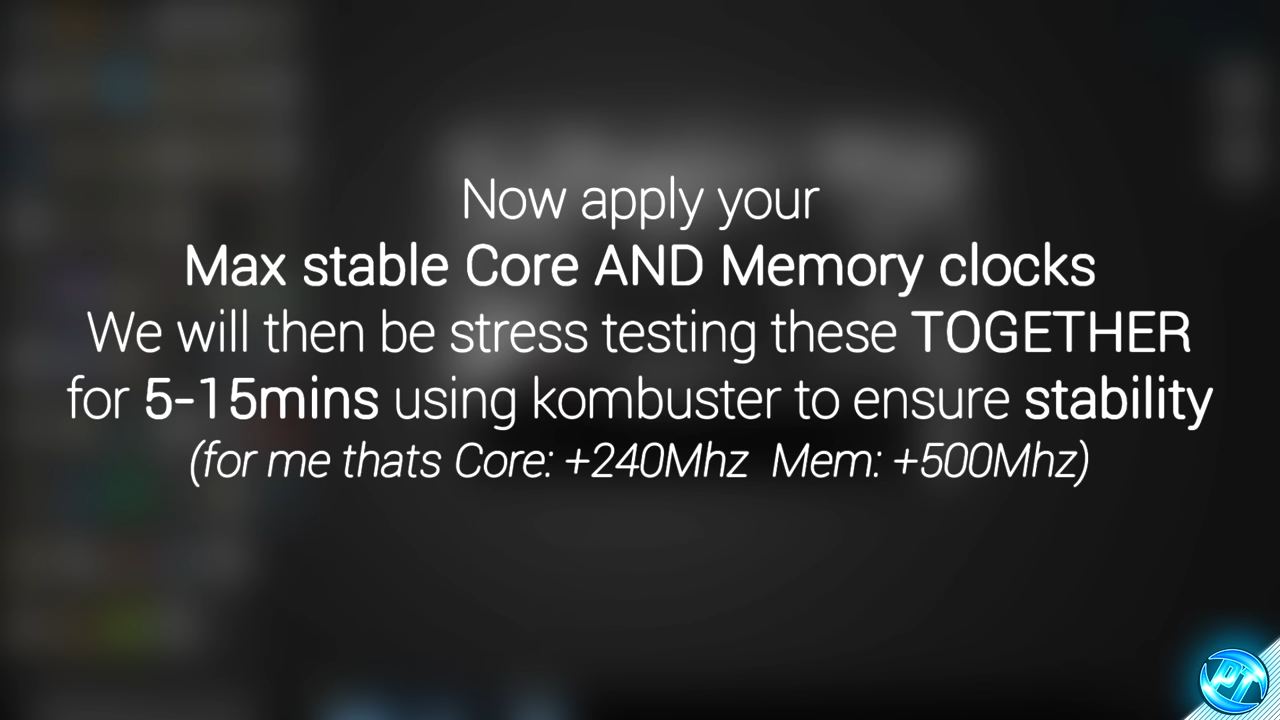 Now apply your
Max stable Core AND Memory clocks
We will then be stress testing these TOGETHER
for 5-15mins using kombuster to ensure stability
(for me thats Core: +240Mhz  Mem: +500Mhz)